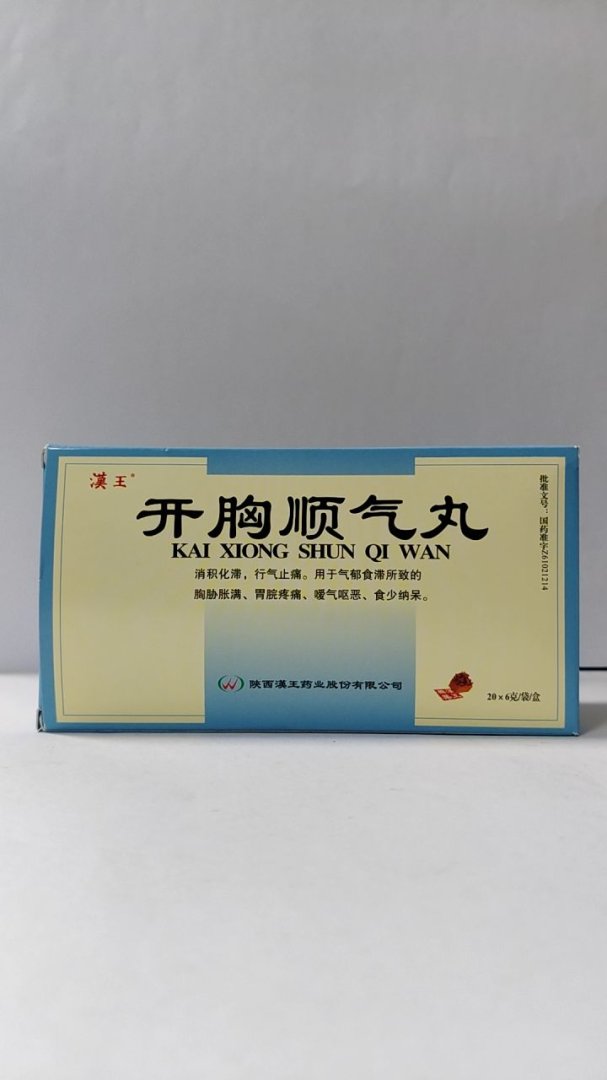 漢王®
开胸顺气丸
KAI XIONG SHUN QI WAN
消积化滞，行气止痛。用于气郁食滞所致的
胸胁胀满、胃脘疼痛、嗳气呕恶、食少纳呆。
批准文号：国药准字Z61021214
陕西漢王药业股份有限公司
20×6克/袋/盒